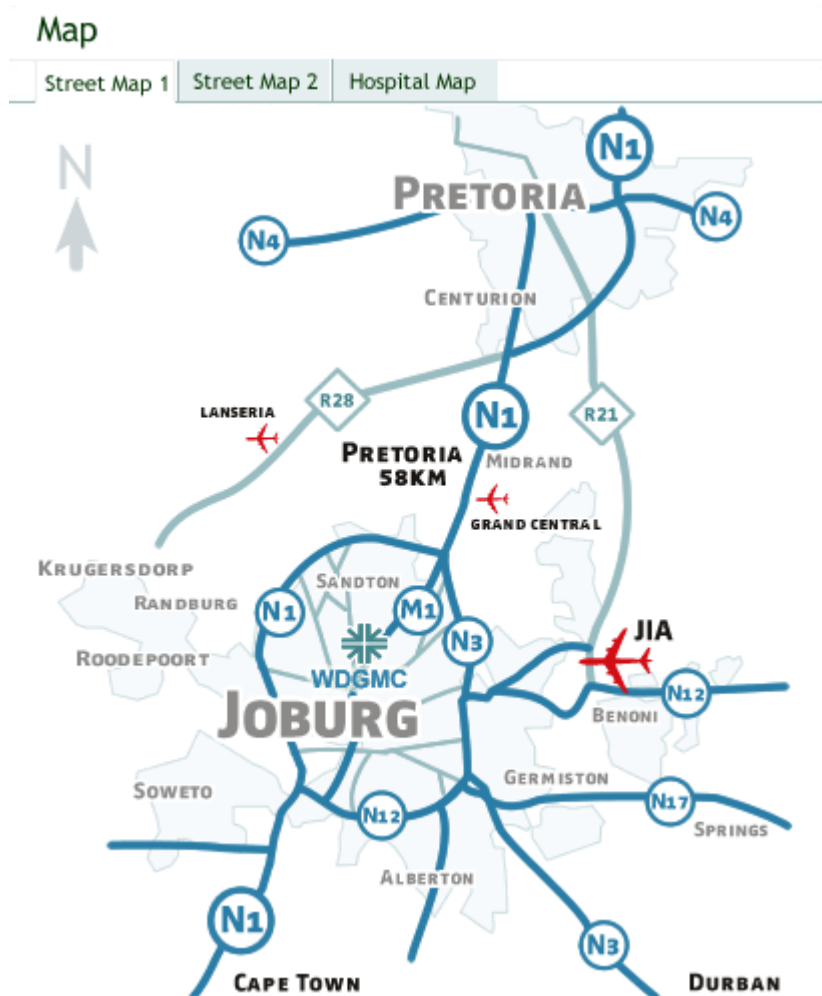 Map
Street Map 1
Street Map 2
Hospital Map
N
N1
PRETORIA
N4
N4
CENTURION
R28
LANSERIA
N1
R21
PRETORIA
58KM
MIDRAND
GRAND CENTRAL
KRUGERSDORP
SANDTON
RANDBURG
N1
M1
N3
JIA
ROODEPOORT
WDGMC
N12
JOBURG
BENONI
SOWETO
GERMISTON
N12
N17
SPRINGS
ALBERTON
N1
N3
CAPE TOWN
DURBAN